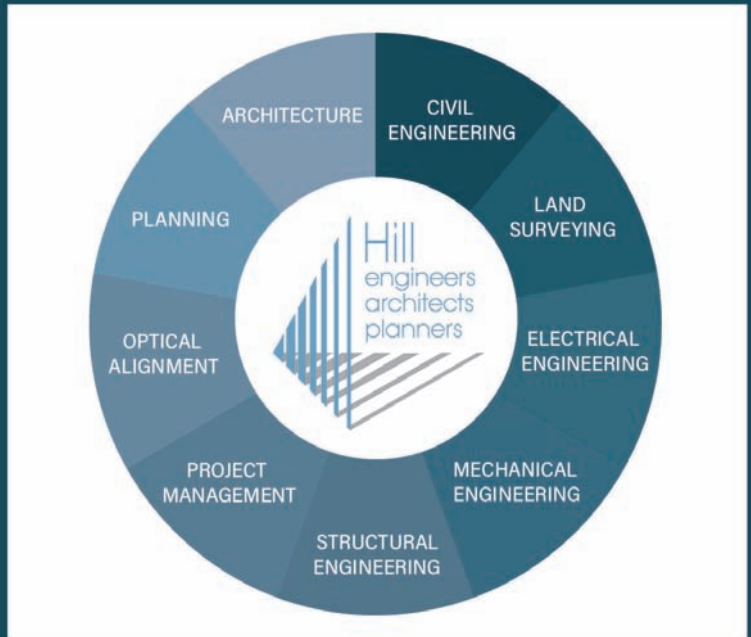 ARCHITECTURE
CIVIL
ENGINEERING
LAND
SURVEYING
ELECTRICAL
ENGINEERING
MECHANICAL
ENGINEERING
STRUCTURAL
ENGINEERING
PROJECT
MANAGEMENT
OPTICAL
ALIGNMENT
PLANNING
Hill
engineers
architects
planners